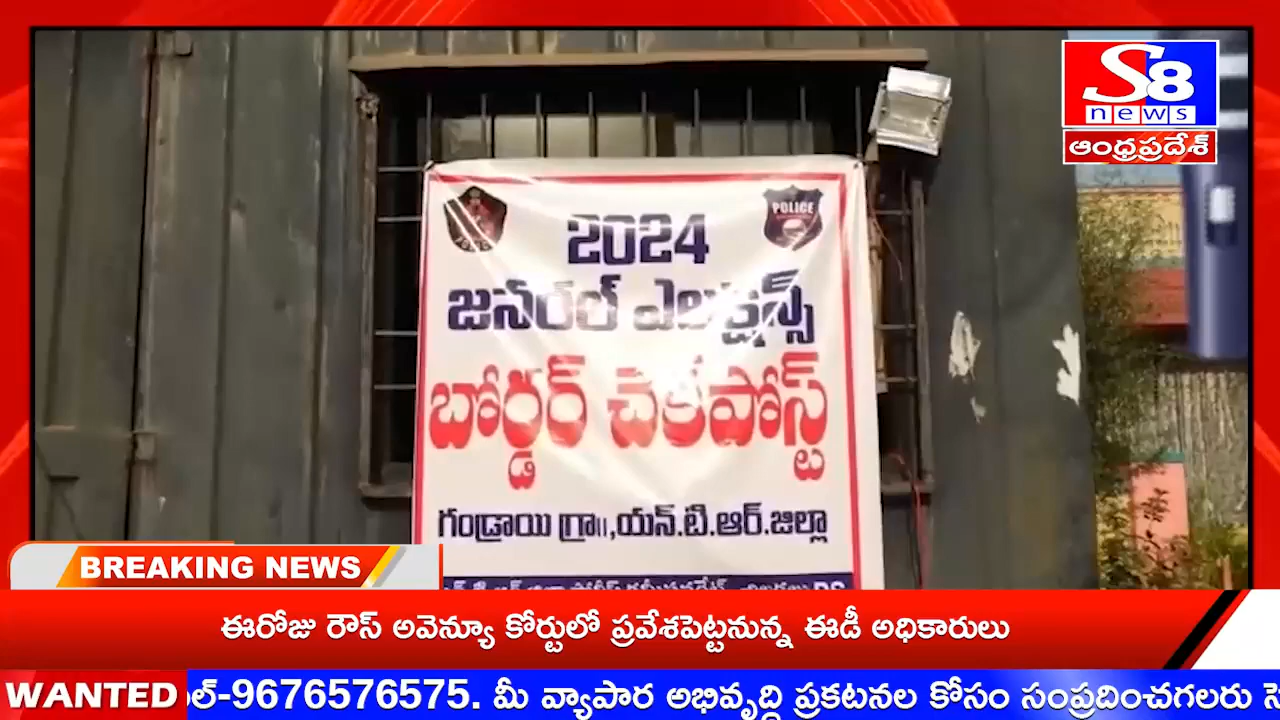 S8
news
ఆంధ్రప్రదేశ్
POLICE
2024
జనరల్ ఎలక్షన్స్
బోర్డర్ చెక్‌పోస్ట్
గండ్రాయి గ్రా॥,యన్.టి.ఆర్.జిల్లా
BREAKING NEWS
ఈరోజు రౌస్ అవెన్యూ కోర్టులో ప్రవేశపెట్టనున్న ఈడీ అధికారులు
WANTED ల్-9676576575. మీ వ్యాపార అభివృద్ది ప్రకటనల కోసం సంప్రదించగలరు సె